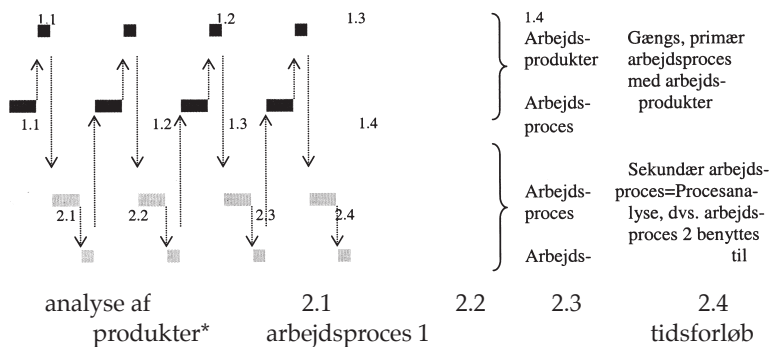 1.1 1.2 1.3 1.4
Arbejds-
produkter
Arbejds-
proces
Gængs, primær
arbejdsproces
med arbejds-
produkter
1.1 1.2 1.3 1.4
Arbejds-
proces
Arbejds-
Sekundær arbejds-
proces=Procesana-
lyse, dvs. arbejds-
proces 2 benyttes
til
2.1 2.2 2.3 2.4
analyse af 2.1 2.2 2.3 2.4
produkter* arbejdsproces 1 tidsforløb